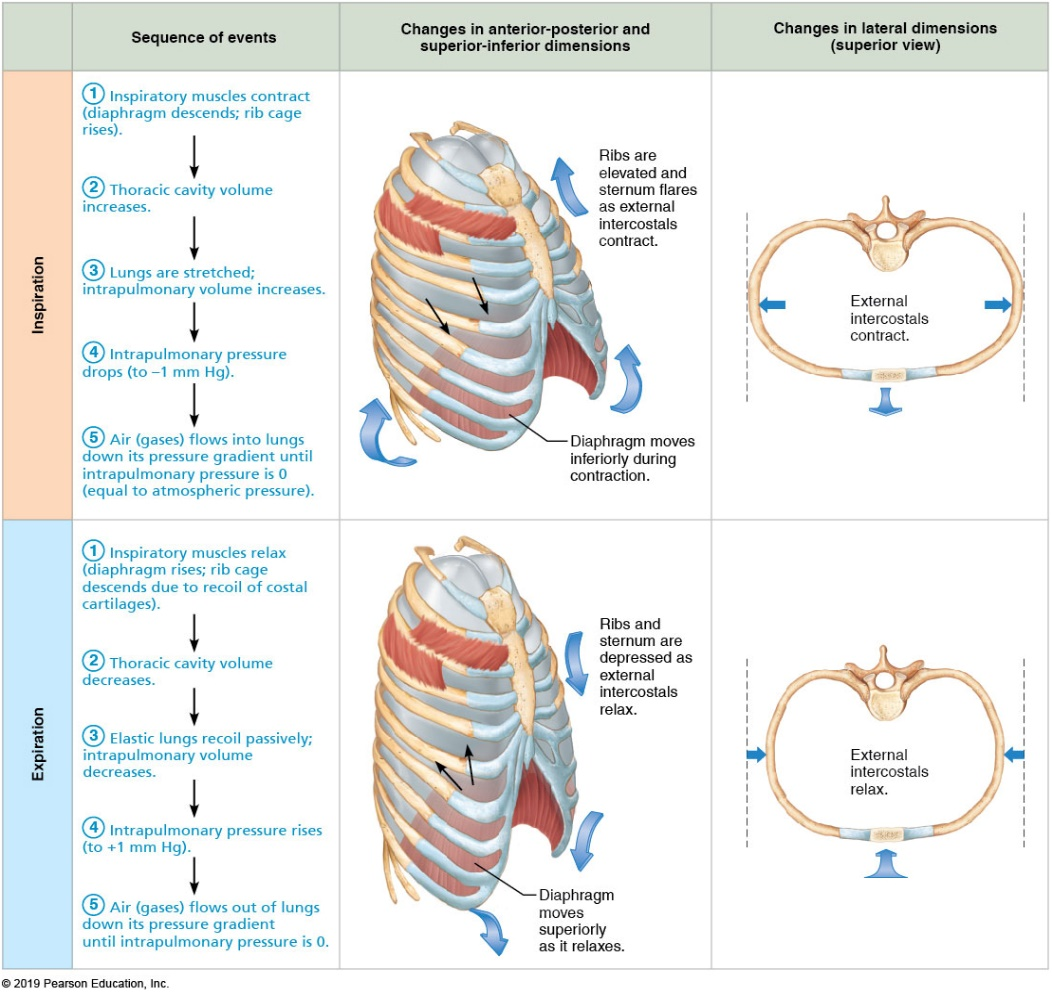 Sequence of events
Changes in anterior-posterior and
superior-inferior dimensions
Changes in lateral dimensions
(superior view)
Inspiration
1 Inspiratory muscles contract
(diaphragm descends; rib cage
rises).
2 Thoracic cavity volume
increases.
3 Lungs are stretched;
intrapulmonary volume increases.
4 Intrapulmonary pressure
drops (to –1 mm Hg).
5 Air (gases) flows into lungs
down its pressure gradient until
intrapulmonary pressure is 0
(equal to atmospheric pressure).
Ribs are
elevated and
sternum flares
as external
intercostals
contract.
Diaphragm moves
inferiorly during
contraction.
External
intercostals
contract.
Expiration
1 Inspiratory muscles relax
(diaphragm rises; rib cage
descends due to recoil of costal
cartilages).
2 Thoracic cavity volume
decreases.
3 Elastic lungs recoil passively;
intrapulmonary volume
decreases.
4 Intrapulmonary pressure rises
(to +1 mm Hg).
5 Air (gases) flows out of lungs
down its pressure gradient
until intrapulmonary pressure is 0.
Ribs and
sternum are
depressed as
external
intercostals
relax.
Diaphragm
moves
superiorly
as it relaxes.
External
intercostals
relax.
© 2019 Pearson Education, Inc.